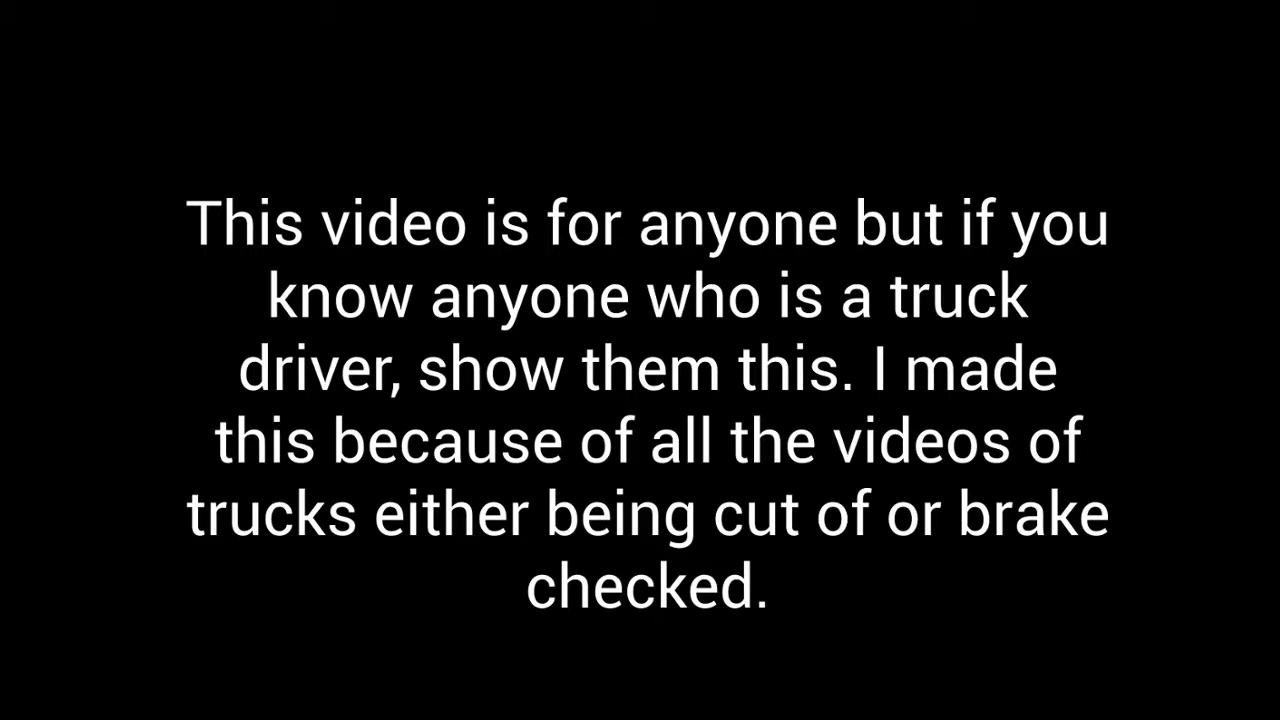 This video is for anyone but if you
know anyone who is a truck
driver, show them this. I made
this because of all the videos of
trucks either being cut of or brake
checked.